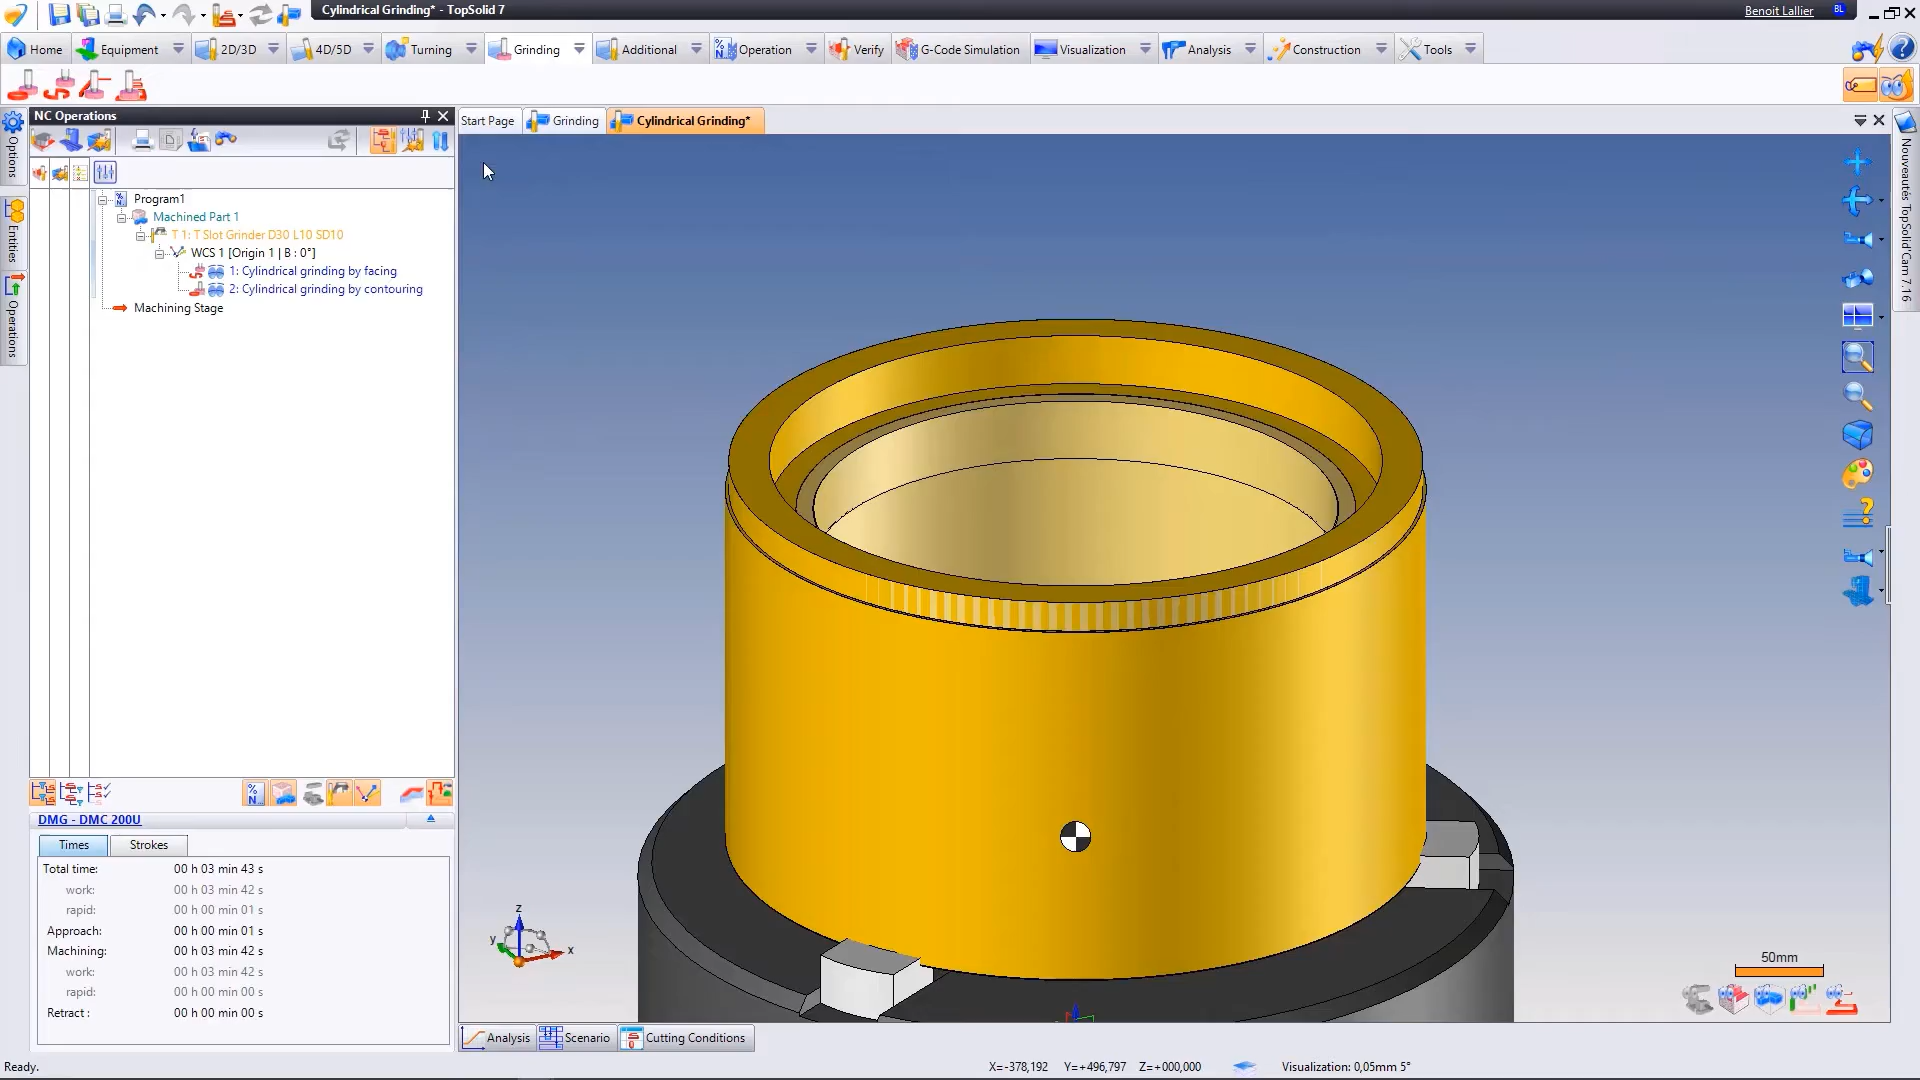 Cylindrical Grinding* - TopSolid 7
Benoit Lallier
BL
Home
Equipment
2D/3D
4D/5D
Turning
Grinding
Additional
Operation
Verify
G-Code Simulation
Visualization
Analysis
Construction
Tools
NC Operations
Start Page
Grinding
Cylindrical Grinding*
Options
Entities
Operations
Nouveautés TopSolid'Cam 7.16
Program1
Machined Part 1
T 1: T Slot Grinder D30 L10 SD10
WCS 1 [Origin 1 | B : 0°]
1: Cylindrical grinding by facing
2: Cylindrical grinding by contouring
Machining Stage
DMG - DMC 200U
Times
Strokes
Total time: 00 h 03 min 43 s
work: 00 h 03 min 42 s
rapid: 00 h 00 min 01 s
Approach: 00 h 00 min 01 s
Machining: 00 h 03 min 42 s
work: 00 h 03 min 42 s
rapid: 00 h 00 min 00 s
Retract : 00 h 00 min 00 s
z
y
x
50mm
Analysis
Scenario
Cutting Conditions
Ready.
X=-378,192 Y=+496,797 Z=+000,000
Visualization: 0,05mm 5°